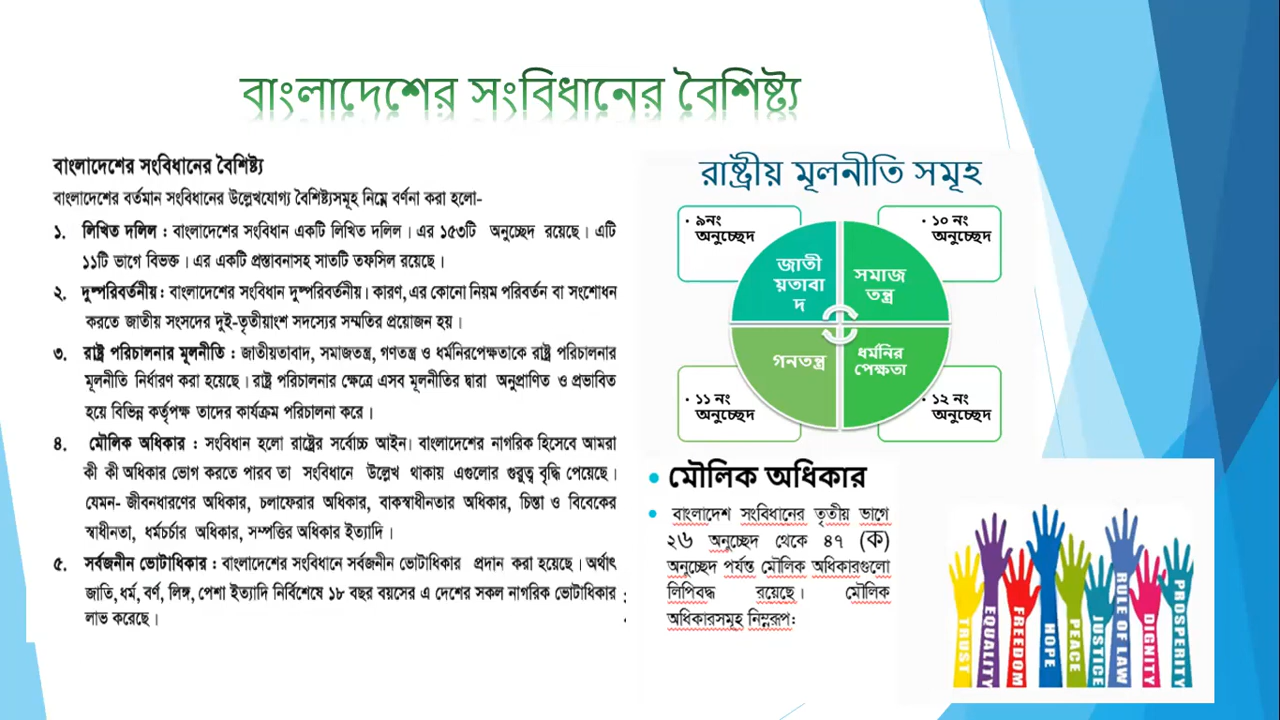 বাংলাদেশের সংবিধানের বৈশিষ্ট্য
বাংলাদেশের সংবিধানের বৈশিষ্ট্য
বাংলাদেশের বর্তমান সংবিধানের উল্লেখযোগ্য বৈশিষ্ট্যসমূহ নিম্নে বর্ণনা করা হলো-
১. লিখিত দলিল : বাংলাদেশের সংবিধান একটি লিখিত দলিল। এর ১৫৩টি অনুচ্ছেদ রয়েছে। এটি
১১টি ভাগে বিভক্ত। এর একটি প্রস্তাবনাসহ সাতটি তফসিল রয়েছে।
২. দুষ্পরিবর্তনীয় : বাংলাদেশের সংবিধান দুষ্পরিবর্তনীয়। কারণ, এর কোনো নিয়ম পরিবর্তন বা সংশোধন
করতে জাতীয় সংসদের দুই-তৃতীয়াংশ সদস্যের সম্মতির প্রয়োজন হয়।
৩. রাষ্ট্র পরিচালনার মূলনীতি : জাতীয়তাবাদ, সমাজতন্ত্র, গণতন্ত্র ও ধর্মনিরপেক্ষতাকে রাষ্ট্র পরিচালনার
মূলনীতি নির্ধারণ করা হয়েছে। রাষ্ট্র পরিচালনার ক্ষেত্রে এসব মূলনীতির দ্বারা অনুপ্রাণিত ও প্রভাবিত
হয়ে বিভিন্ন কর্তৃপক্ষ তাদের কার্যক্রম পরিচালনা করে।
৪. মৌলিক অধিকার : সংবিধান হলো রাষ্ট্রের সর্বোচ্চ আইন। বাংলাদেশের নাগরিক হিসেবে আমরা
কী কী অধিকার ভোগ করতে পারব তা সংবিধানে উল্লেখ থাকায় এগুলোর গুরুত্ব বৃদ্ধি পেয়েছে।
যেমন- জীবনধারণের অধিকার, চলাফেরার অধিকার, বাকস্বাধীনতার অধিকার, চিন্তা ও বিবেকের
স্বাধীনতা, ধর্মচর্চার অধিকার, সম্পত্তির অধিকার ইত্যাদি।
৫. সর্বজনীন ভোটাধিকার : বাংলাদেশের সংবিধানে সর্বজনীন ভোটাধিকার প্রদান করা হয়েছে। অর্থাৎ
জাতি, ধর্ম, বর্ণ, লিঙ্গ, পেশা ইত্যাদি নির্বিশেষে ১৮ বছর বয়সের এ দেশের সকল নাগরিক ভোটাধিকার
লাভ করেছে।
রাষ্ট্রীয় মূলনীতি সমূহ
• ৯নং
অনুচ্ছেদ
• ১০ নং
অনুচ্ছেদ
জাতী
য়তাবা
দ
সমাজ
তন্ত্র
গনতন্ত্র
ধর্মনির
পেক্ষতা
• ১১ নং
অনুচ্ছেদ
• ১২ নং
অনুচ্ছেদ
• মৌলিক অধিকার
• বাংলাদেশ সংবিধানের তৃতীয় ভাগে
২৬ অনুচ্ছেদ থেকে ৪৭ (ক)
অনুচ্ছেদ পর্যন্ত মৌলিক অধিকারগুলো
লিপিবদ্ধ রয়েছে। মৌলিক
অধিকারসমূহ নিম্নরূপ:
TRUST
EQUALITY
FREEDOM
HOPE
PEACE
JUSTICE
RULE OF LAW
DIGNITY
PROSPERITY